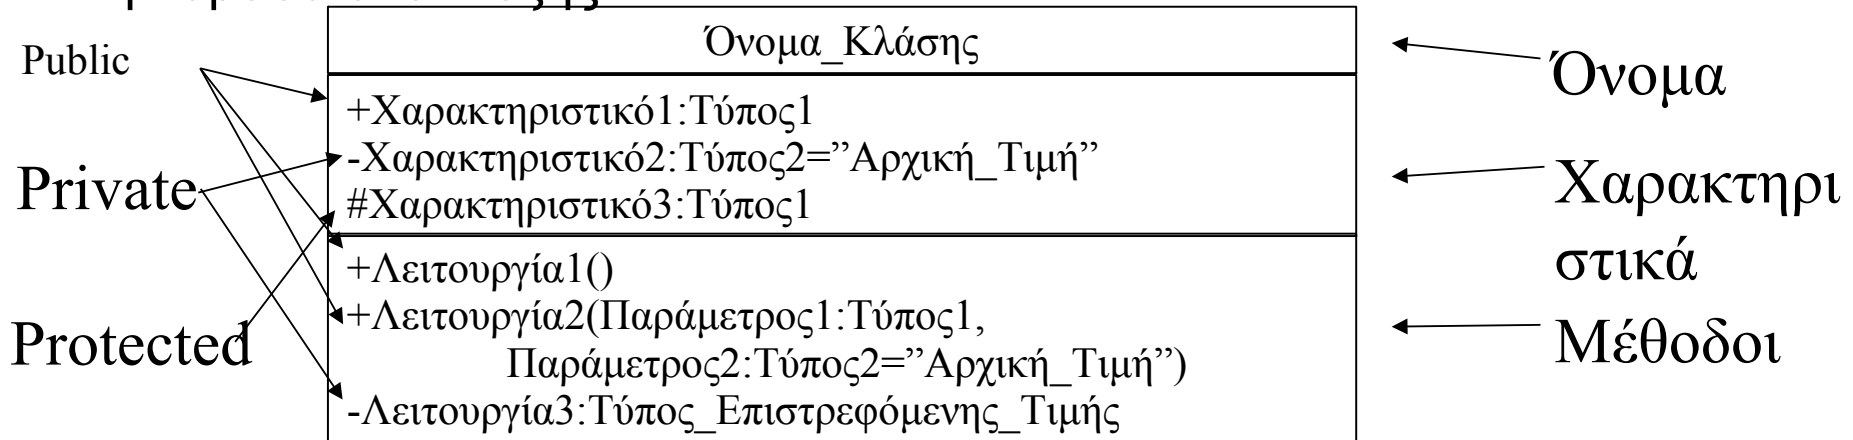 Public
Όνομα_Κλάσης
Όνομα
+Χαρακτηριστικό1:Τύπος1
-Χαρακτηριστικό2:Τύπος2=”Αρχική_Τιμή”
#Χαρακτηριστικό3:Τύπος1
Private
Χαρακτηρι
στικά
+Λειτουργία1()
+Λειτουργία2(Παράμετρος1:Τύπος1,
Παράμετρος2:Τύπος2=”Αρχική_Τιμή”)
-Λειτουργία3:Τύπος_Επιστρεφόμενης_Τιμής
Protected
Μέθοδοι